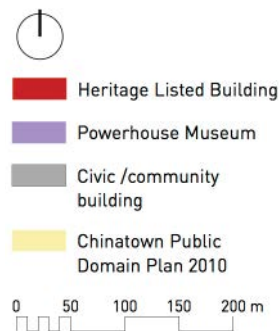 Heritage Listed Building
Powerhouse Museum
Civic /community
building
Chinatown Public
Domain Plan 2010
0 50 100 150 200 m